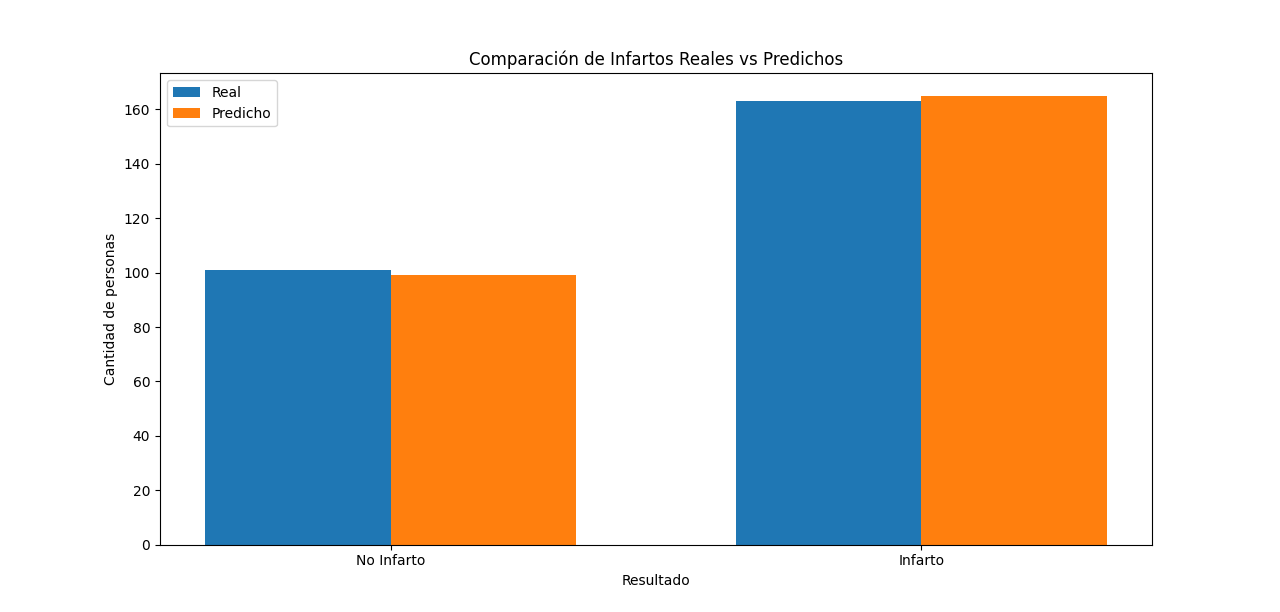 Comparación de Infartos Reales vs Predichos
Real
Predicho
160
140
120
100
80
60
40
20
0
Cantidad de personas
No Infarto
Infarto
Resultado